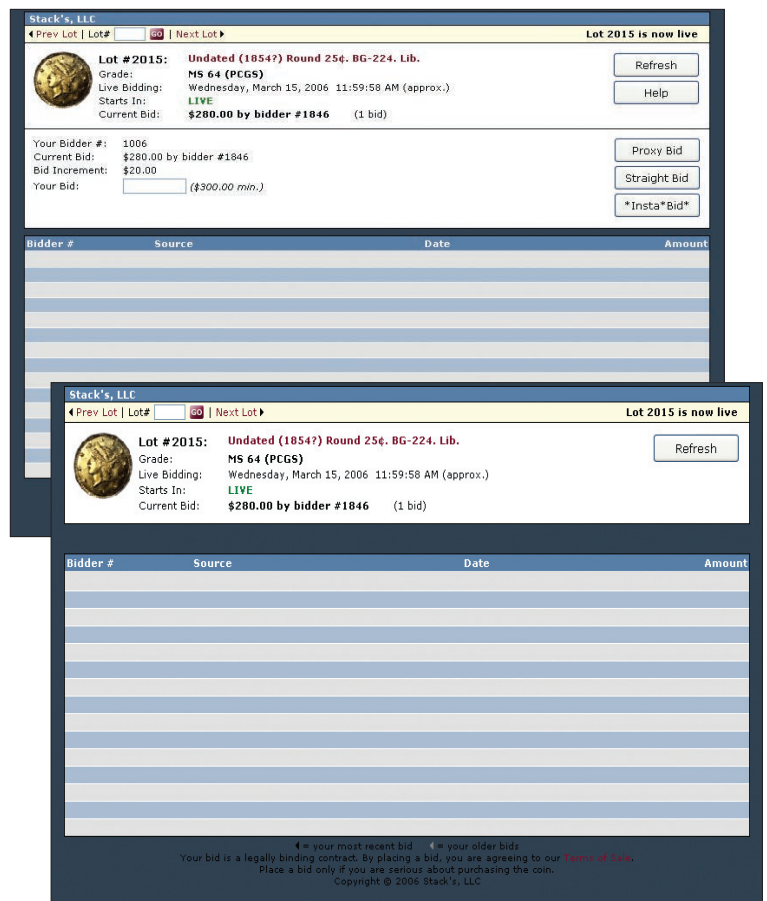 Stack's, LLC
Prev Lot | Lot# GO | Next Lot Lot 2015 is now live
Lot #2015: Undated (1854?) Round 25¢. BG-224. Lib.
Grade: MS 64 (PCGS)
Live Bidding: Wednesday, March 15, 2006 11:59:58 AM (approx.)
Starts In: LIVE
Current Bid: $280.00 by bidder #1846 (1 bid)
Refresh
Help
Your Bidder #: 1006
Current Bid: $280.00 by bidder #1846
Bid Increment: $20.00
Your Bid: ($300.00 min.)
Proxy Bid
Straight Bid
*Insta*Bid*
Bidder # Source Date Amount
Stack's, LLC
Prev Lot | Lot# GO | Next Lot Lot 2015 is now live
Lot #2015: Undated (1854?) Round 25¢. BG-224. Lib.
Grade: MS 64 (PCGS)
Live Bidding: Wednesday, March 15, 2006 11:59:58 AM (approx.)
Starts In: LIVE
Current Bid: $280.00 by bidder #1846 (1 bid)
Refresh
Bidder # Source Date Amount
= your most recent bid = your older bids
Your bid is a legally binding contract. By placing a bid, you are agreeing to our Terms of Sale.
Place a bid only if you are serious about purchasing the coin.
Copyright © 2006 Stack's, LLC